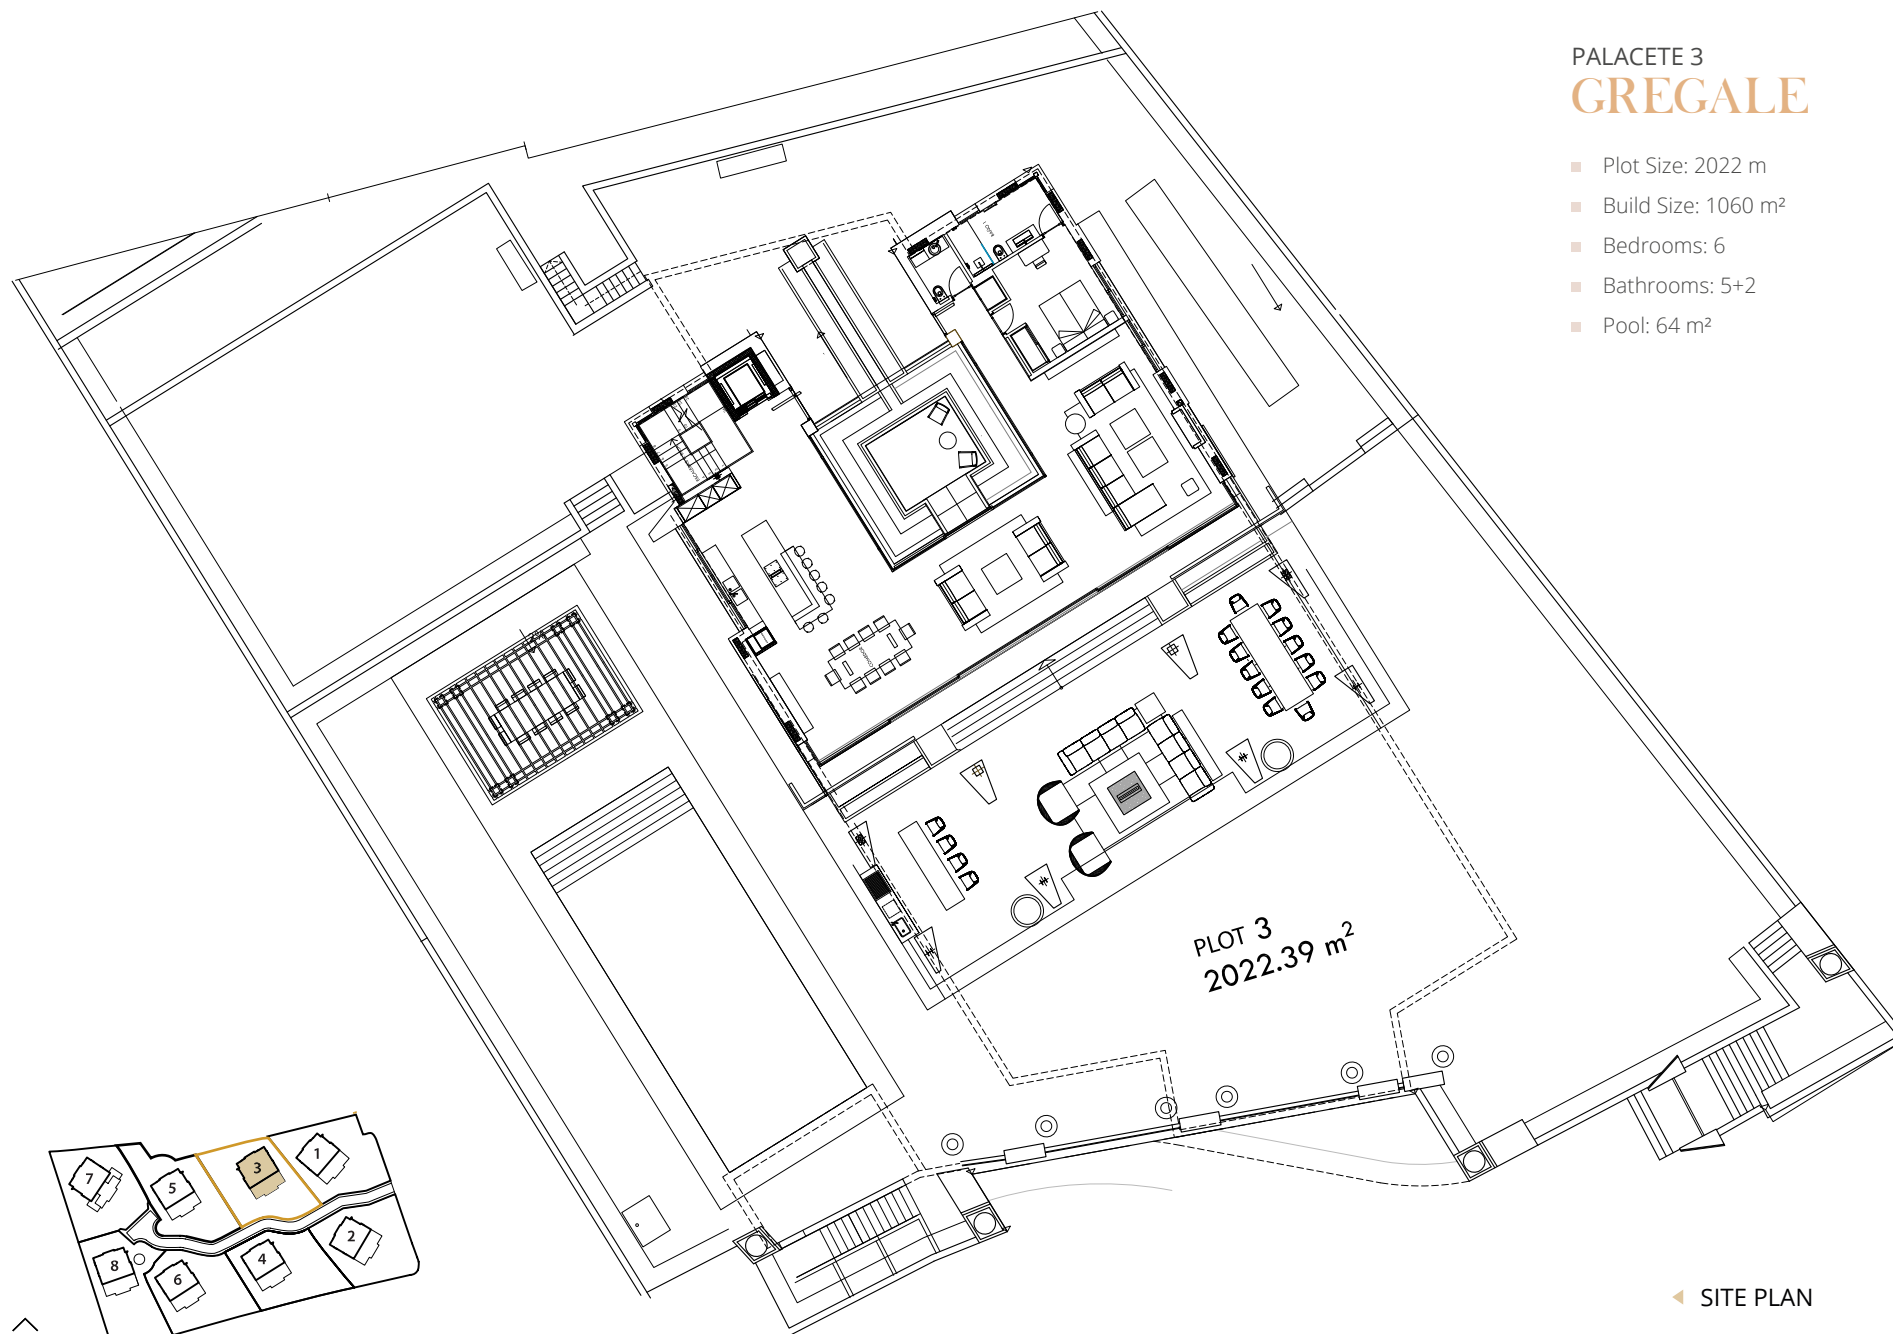 PALACETE 3
GREGALE
Plot Size: 2022 m
Build Size: 1060 m²
Bedrooms: 6
Bathrooms: 5+2
Pool: 64 m²
PLOT 3
2022.39 m²
7
5
3
1
8
6
4
2
SITE PLAN